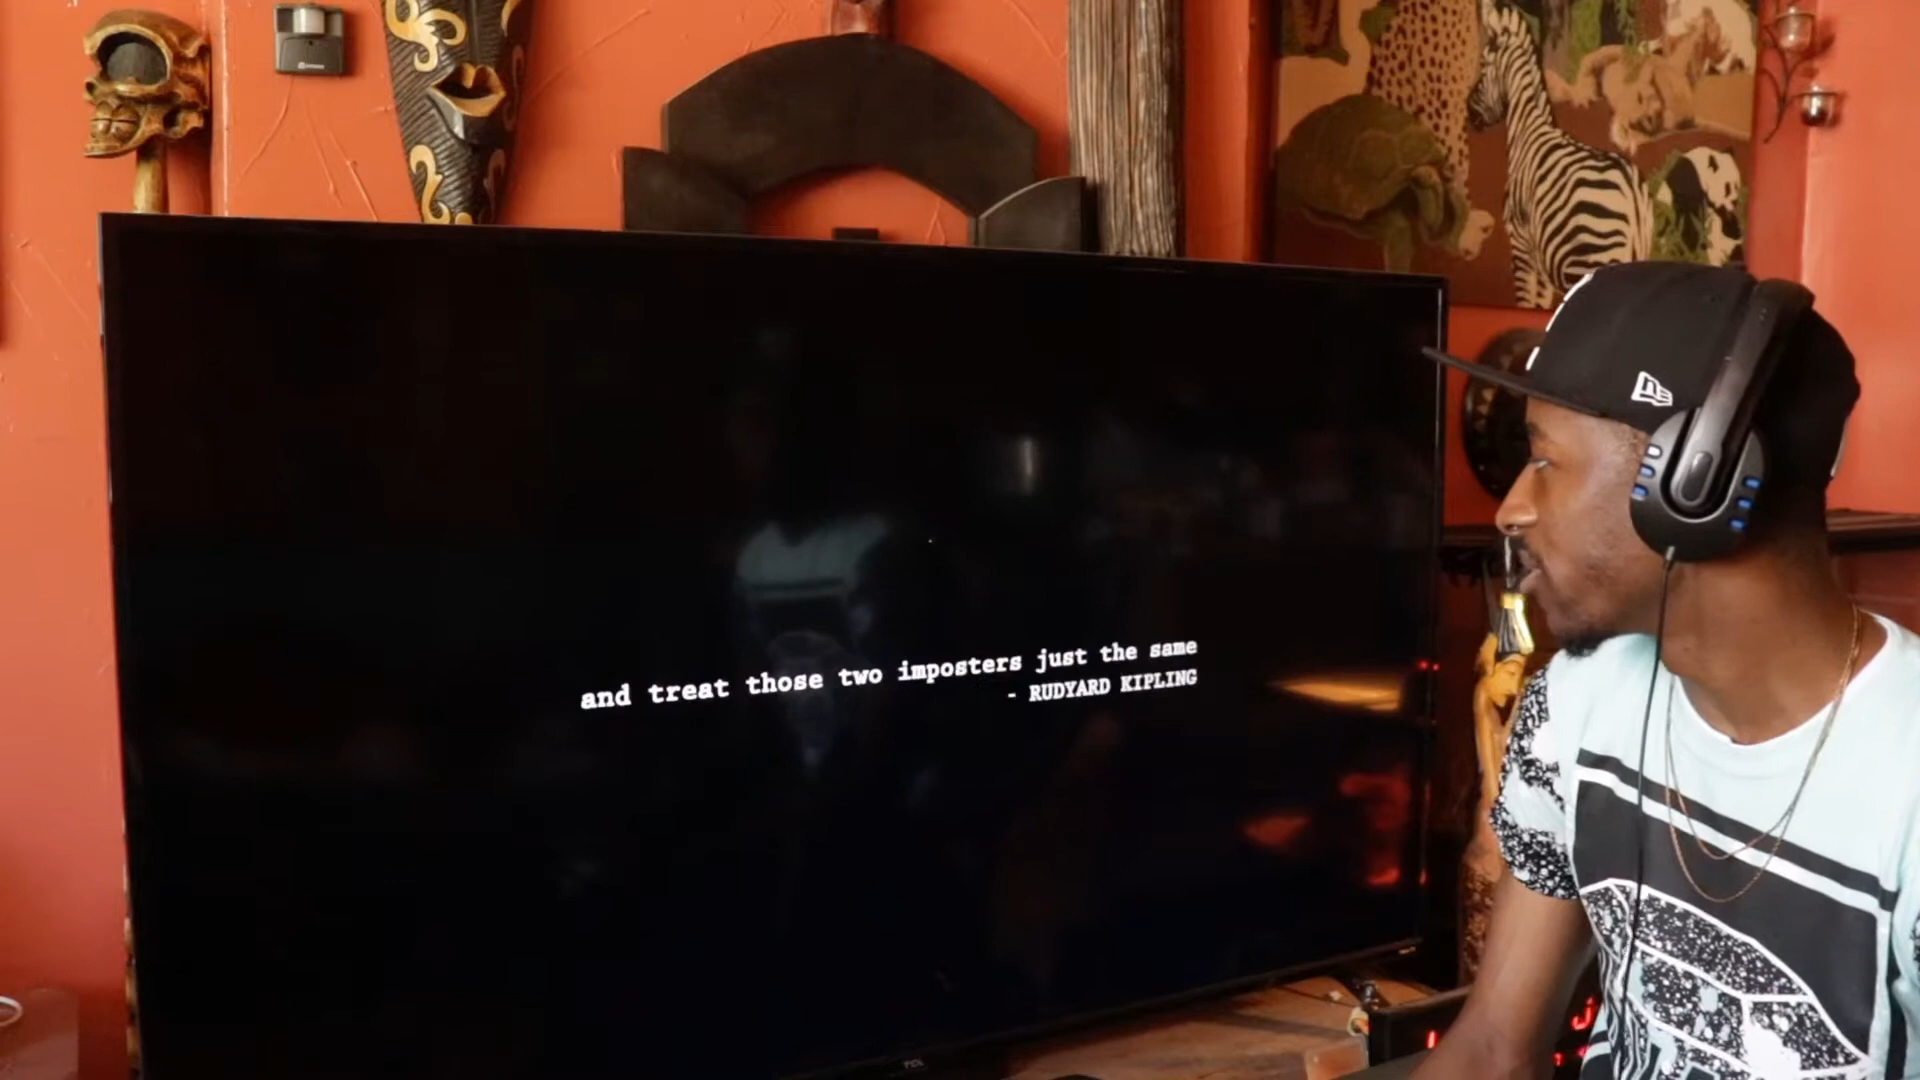 and treat those two imposters just the same
- RUDYARD KIPLING